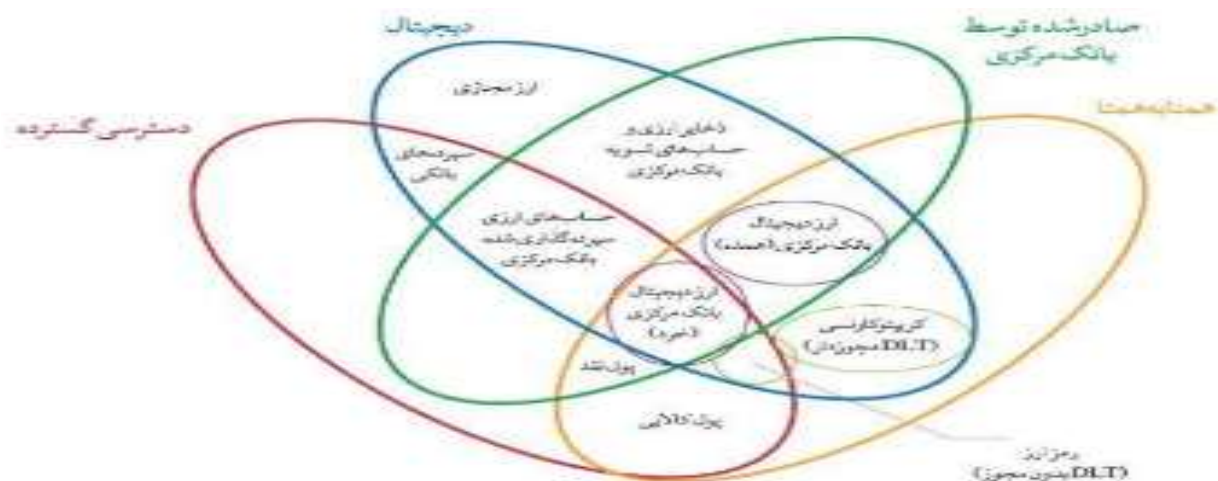 دیجیتال
صادرشده توسط
بانک مرکزی
همتا به همتا
دسترسی گسترده
ارز مجازی
ذخایر ارزی و
حساب‌های تسویه
بانک مرکزی
سپرده‌های
بانکی
حساب‌های ارزی
سپرده‌گذاری شده
بانک مرکزی
ارز دیجیتال
بانک مرکزی (عمده)
ارز دیجیتال
بانک مرکزی
(خرد)
کریپتوکارنسی
(DLT مجوزدار)
پول نقد
پول کالایی
رمز ارز
(DLT بدون مجوز)